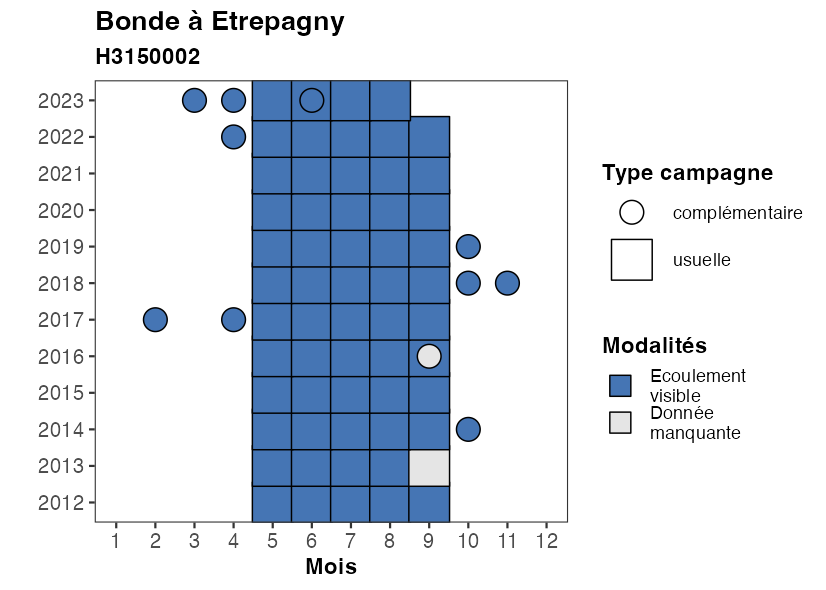 Bonde à Etrepagny
H3150002
2023
2022
2021
2020
2019
2018
2017
2016
2015
2014
2013
2012
1 2 3 4 5 6 7 8 9 10 11 12
Mois
Type campagne
complémentaire
usuelle
Modalités
Ecoulement
visible
Donnée
manquante